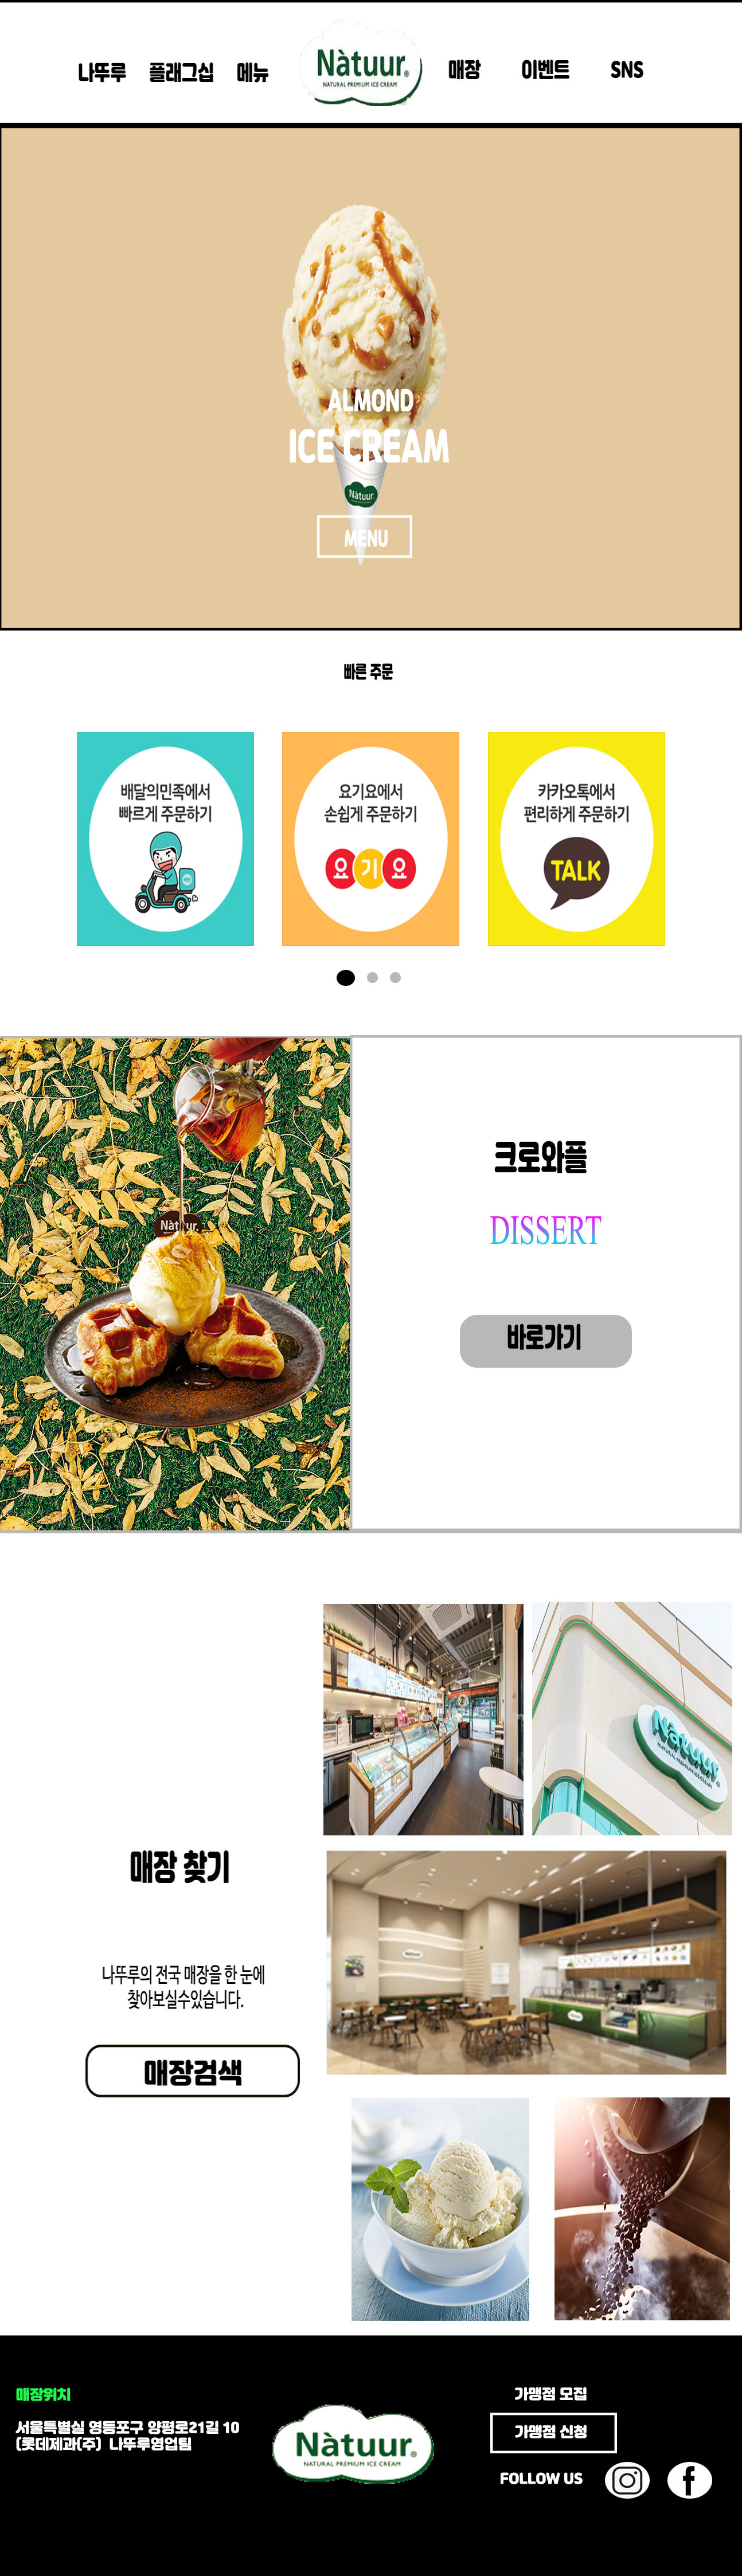 나뚜루 플래그십 메뉴
Nàtuur®
NATURAL PREMIUM ICE CREAM
매장 이벤트 SNS
ALMOND
ICE CREAM
Nàtuur
MENU
빠른 주문
배달의민족에서
빠르게 주문하기
요기요에서
손쉽게 주문하기
요기요
카카오톡에서
편리하게 주문하기
TALK
Nàtuur
크로와플
DISSERT
바로가기
Nàtuur®
NATURAL PREMIUM ICE CREAM
매장 찾기
나뚜루의 전국 매장을 한 눈에
찾아보실수있습니다.
매장검색
매장위치
서울특별실 영등포구 양평로21길 10
(롯데제과(주) 나뚜루영업팀
Nàtuur®
NATURAL PREMIUM ICE CREAM
가맹점 모집
가맹점 신청
FOLLOW US